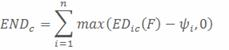 $END_c = \sum_{i=1}^{n} max(ED_{ic}(F) - \psi_i, 0)$